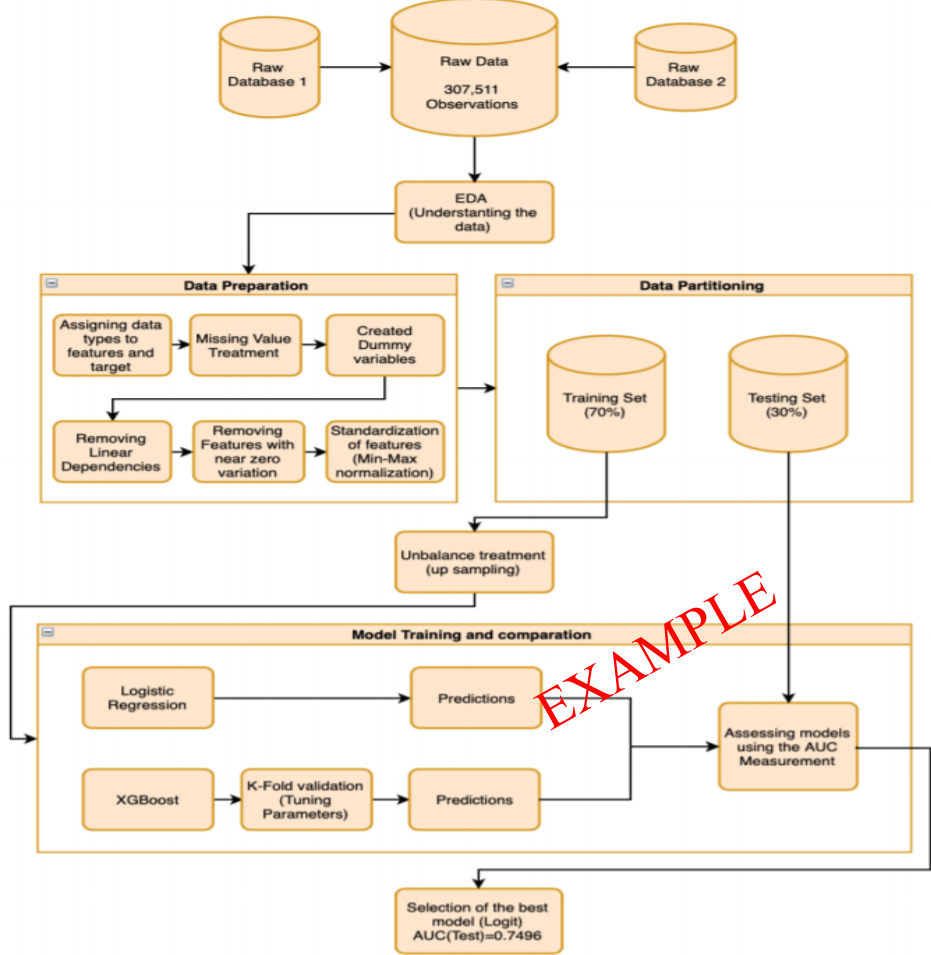 Raw
Database 1
Raw Data
307,511
Observations
Raw
Database 2
EDA
(Understanting the
data)
Data Preparation
Assigning data
types to
features and
target
Missing Value
Treatment
Created
Dummy
variables
Removing
Linear
Dependencies
Removing
Features with
near zero
variation
Standardization
of features
(Min-Max
normalization)
Data Partitioning
Training Set
(70%)
Testing Set
(30%)
Unbalance treatment
(up sampling)
EXAMPLE
Model Training and comparation
Logistic
Regression
Predictions
XGBoost
K-Fold validation
(Tuning
Parameters)
Predictions
Assessing models
using the AUC
Measurement
Selection of the best
model (Logit)
AUC(Test)=0.7496